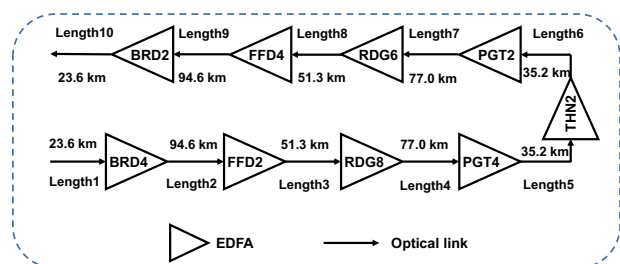 Length10 Length9 Length8 Length7 Length6
BRD2 FFD4 RDG6 PGT2
23.6 km 94.6 km 51.3 km 77.0 km 35.2 km
THN2
23.6 km 94.6 km 51.3 km 77.0 km 35.2 km
BRD4 FFD2 RDG8 PGT4
Length1 Length2 Length3 Length4 Length5
EDFA Optical link